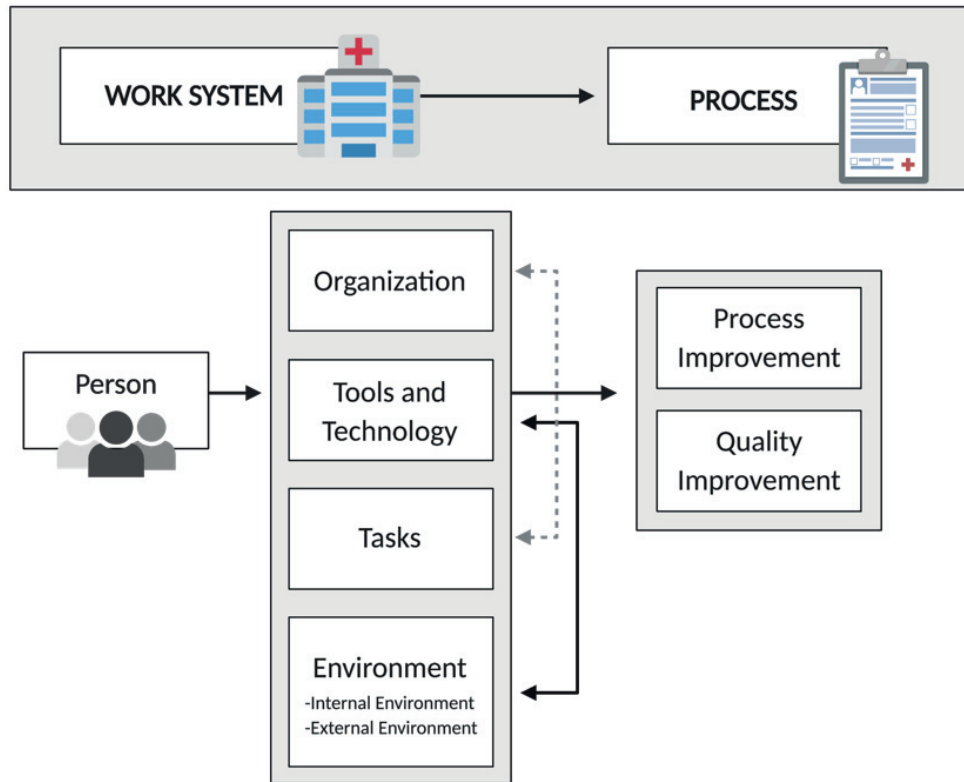 WORK SYSTEM
PROCESS
Organization
Person
Tools and
Technology
Tasks
Environment
-Internal Environment
-External Environment
Process
Improvement
Quality
Improvement